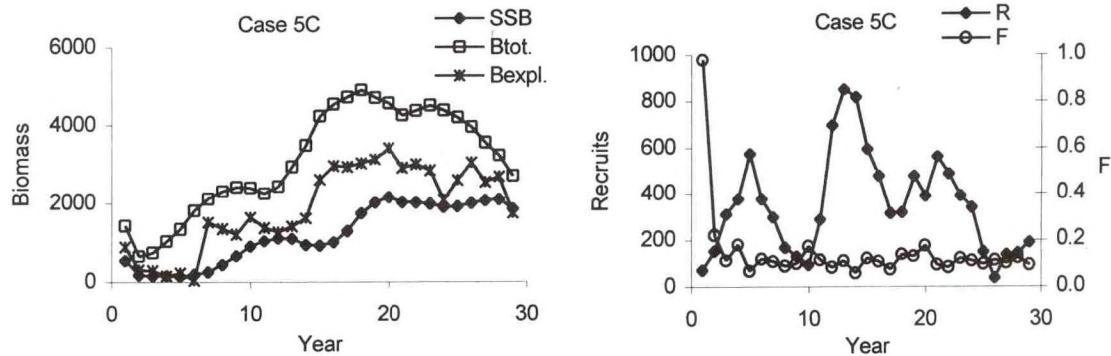 Case 5C
SSB
Btot.
Bexpl.
6000
4000
2000
0
Biomass
0 10 20 30
Year
Case 5C
R
F
1000
800
600
400
200
0
Recruits
1.0
0.8
0.6
0.4
0.2
0.0
F
0 10 20 30
Year